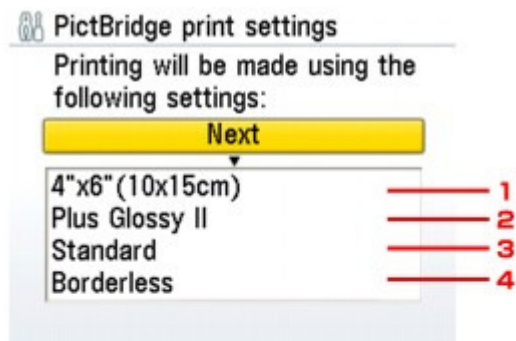 PictBridge print settings
Printing will be made using the
following settings:
Next
4"x6"(10x15cm) 1
Plus Glossy II 2
Standard 3
Borderless 4